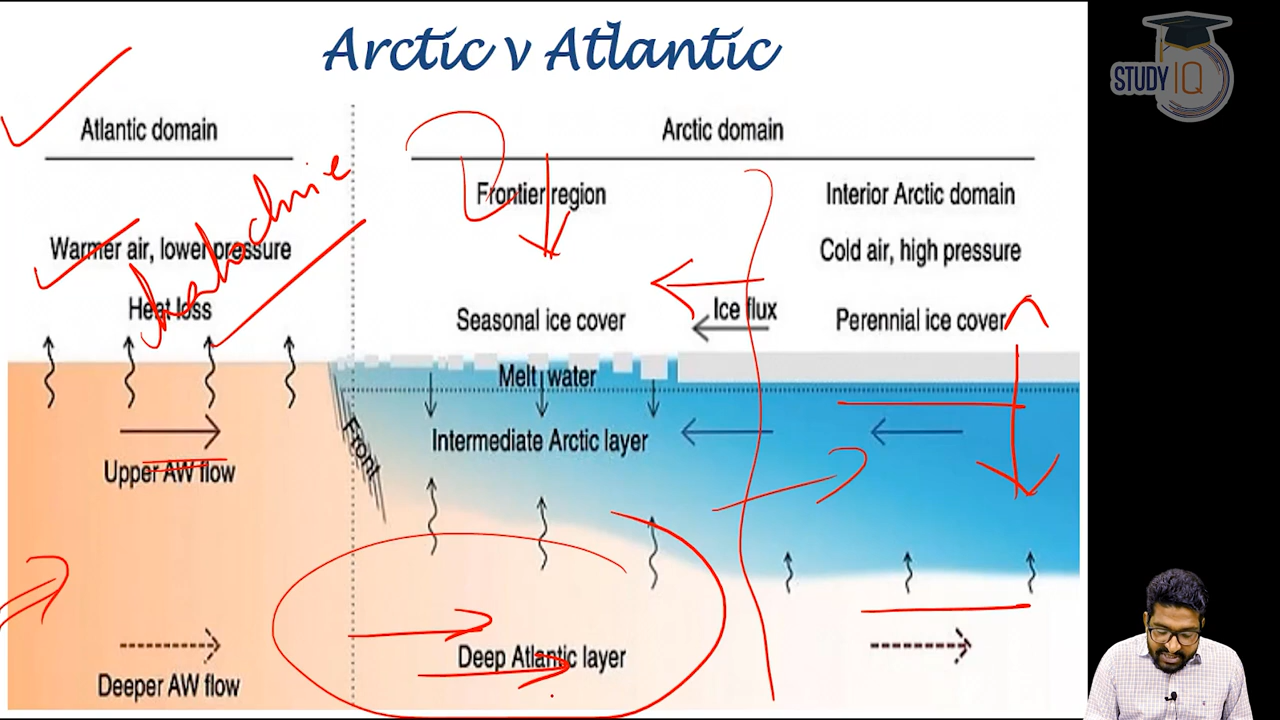 Arctic v Atlantic
STUDY IQ
Atlantic domain
Arctic domain
Frontier region
Interior Arctic domain
Warmer air, lower pressure
Cold air, high pressure
Heat loss
Seasonal ice cover
Ice flux
Perennial ice cover
Melt water
Front
Intermediate Arctic layer
Upper AW flow
Deep Atlantic layer
Deeper AW flow